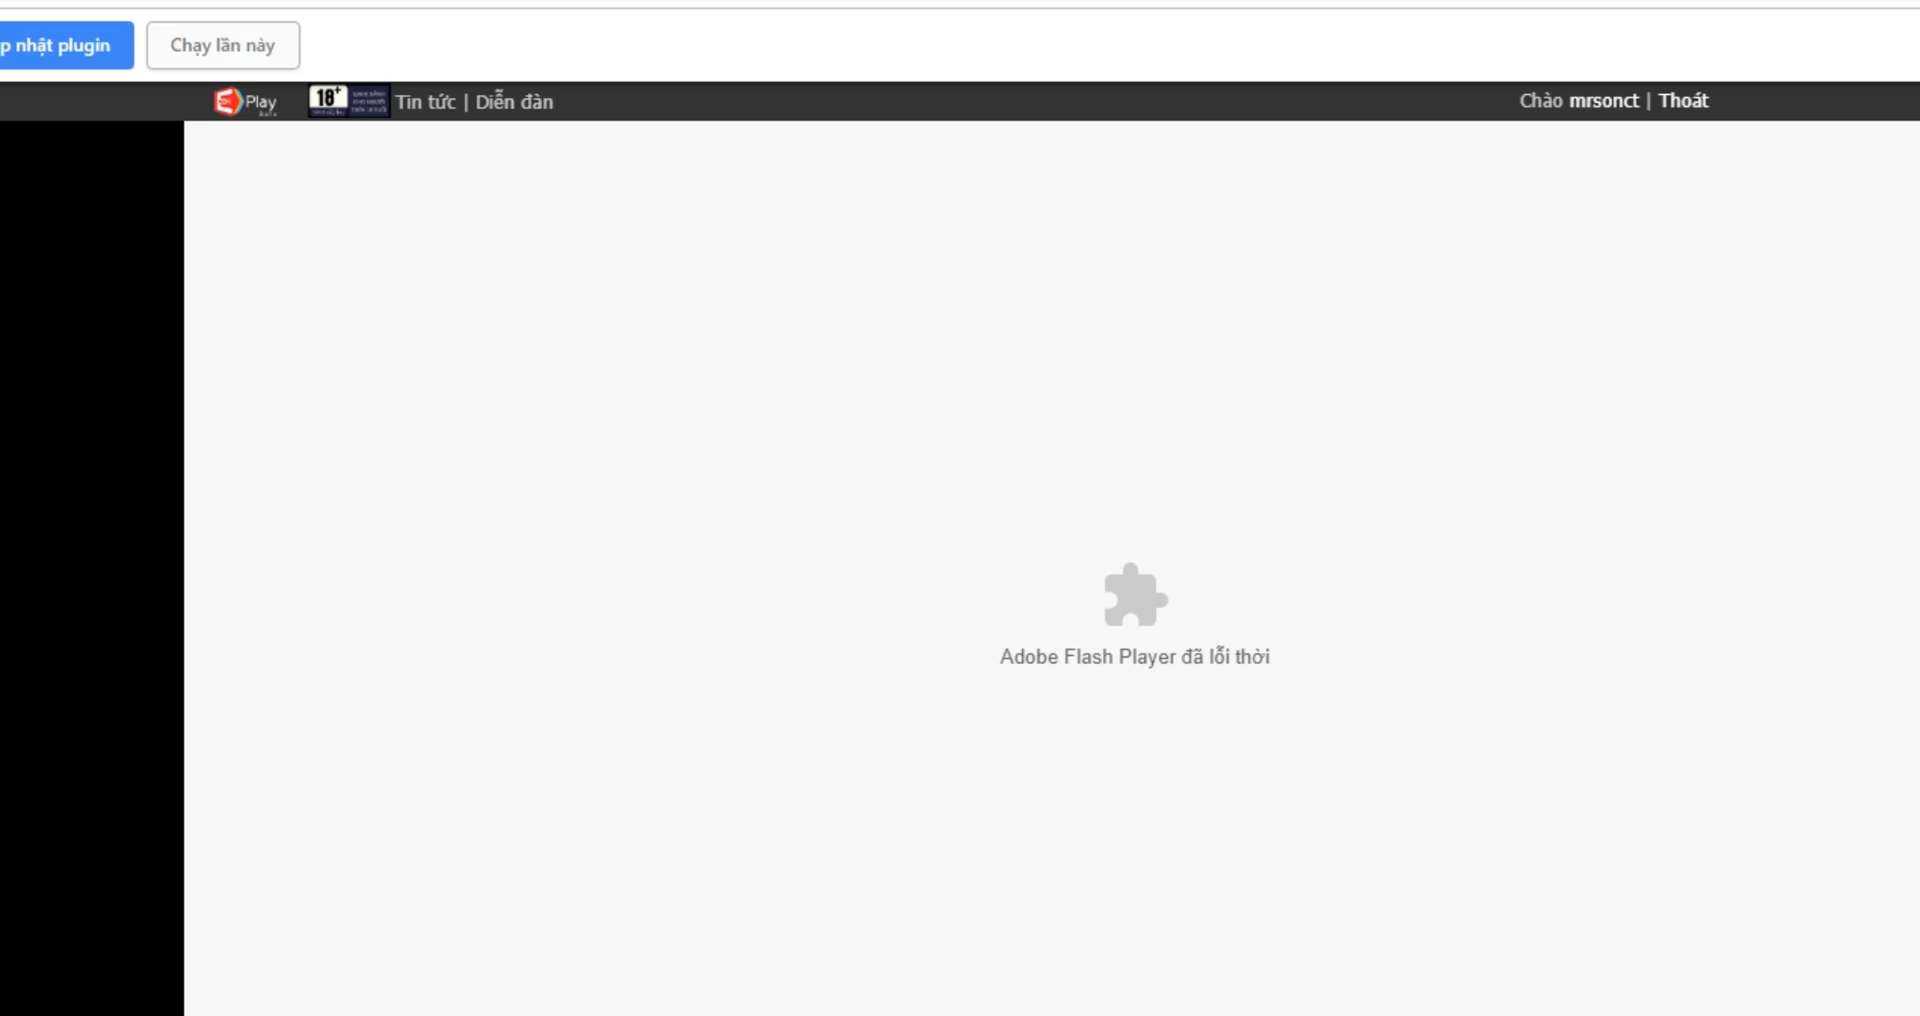 p nhật plugin
Chạy lần này
Play
18+
Tin tức | Diễn đàn
Chào mrsonct | Thoát
Adobe Flash Player đã lỗi thời